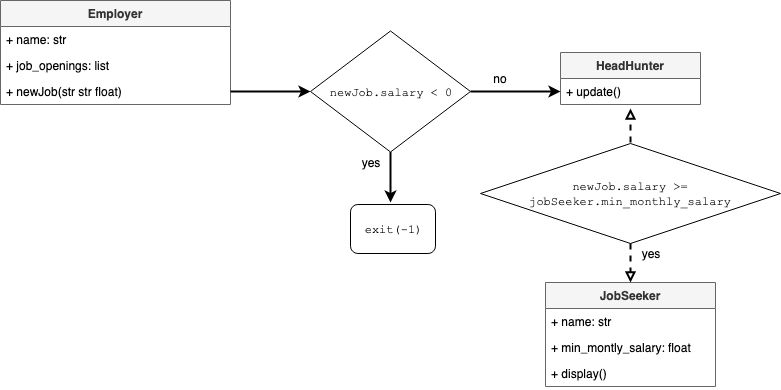 Employer
+ name: str
+ job_openings: list
+ newJob(str str float)
newJob.salary < 0
no
yes
exit(-1)
HeadHunter
+ update()
newJob.salary >=
jobSeeker.min_monthly_salary
yes
JobSeeker
+ name: str
+ min_montly_salary: float
+ display()